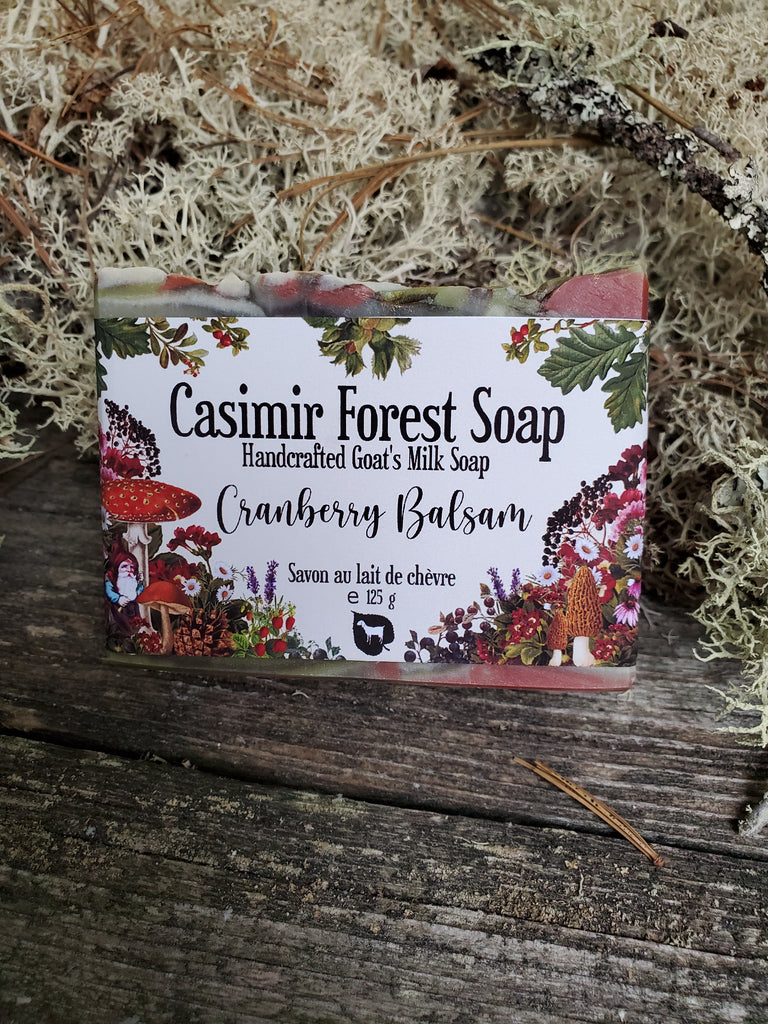 Casimir Forest Soap
Handcrafted Goat's Milk Soap
Cranberry Balsam
Savon au lait de chèvre
e 125 g